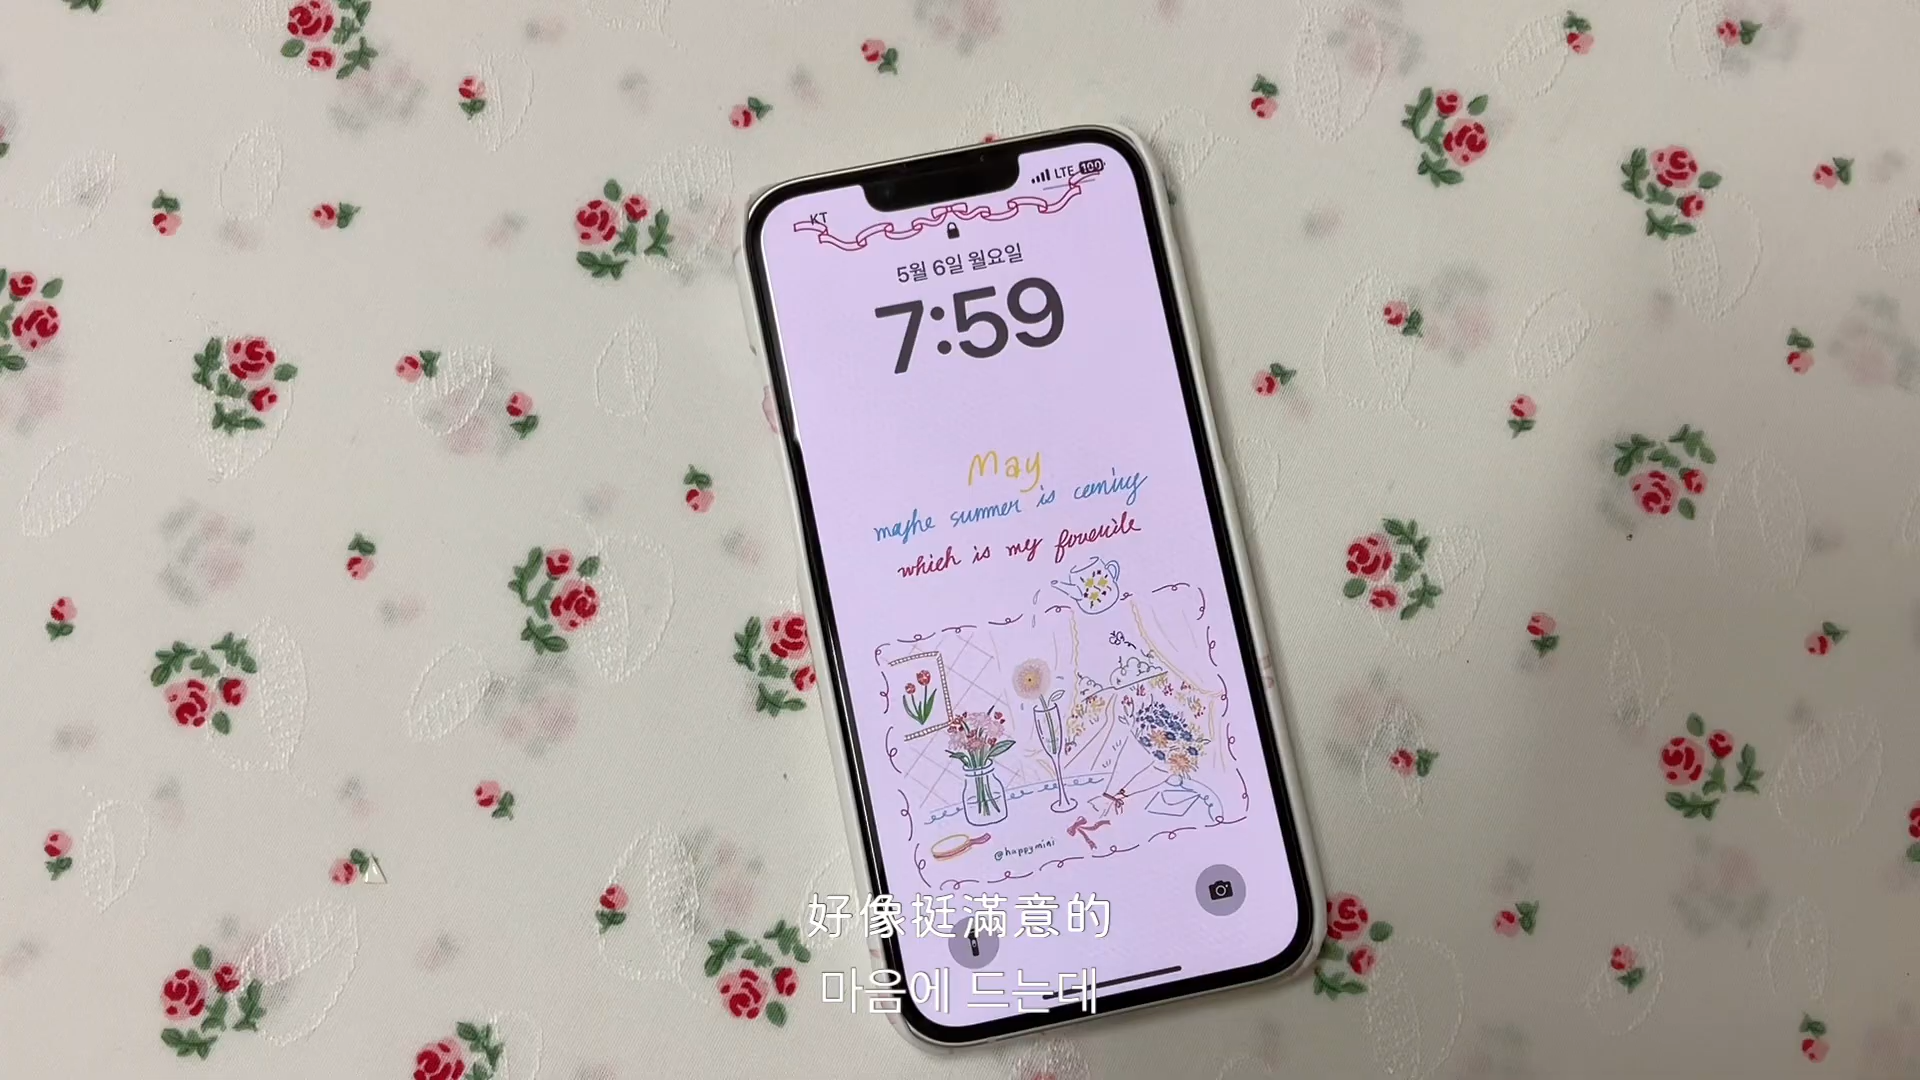 KT
LTE 100
5월 6일 월요일
7:59
May
maybe summer is coming
which is my favorite
@happymini
好像挺滿意的
마음에 드는데